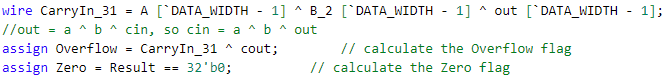 wire CarryIn_31 = A [`DATA_WIDTH - 1] ^ B_2 [`DATA_WIDTH - 1] ^ out [`DATA_WIDTH - 1];
//out = a ^ b ^ cin, so cin = a ^ b ^ out
assign Overflow = CarryIn_31 ^ cout;        // calculate the Overflow flag
assign Zero = Result == 32'b0;          // calculate the Zero flag